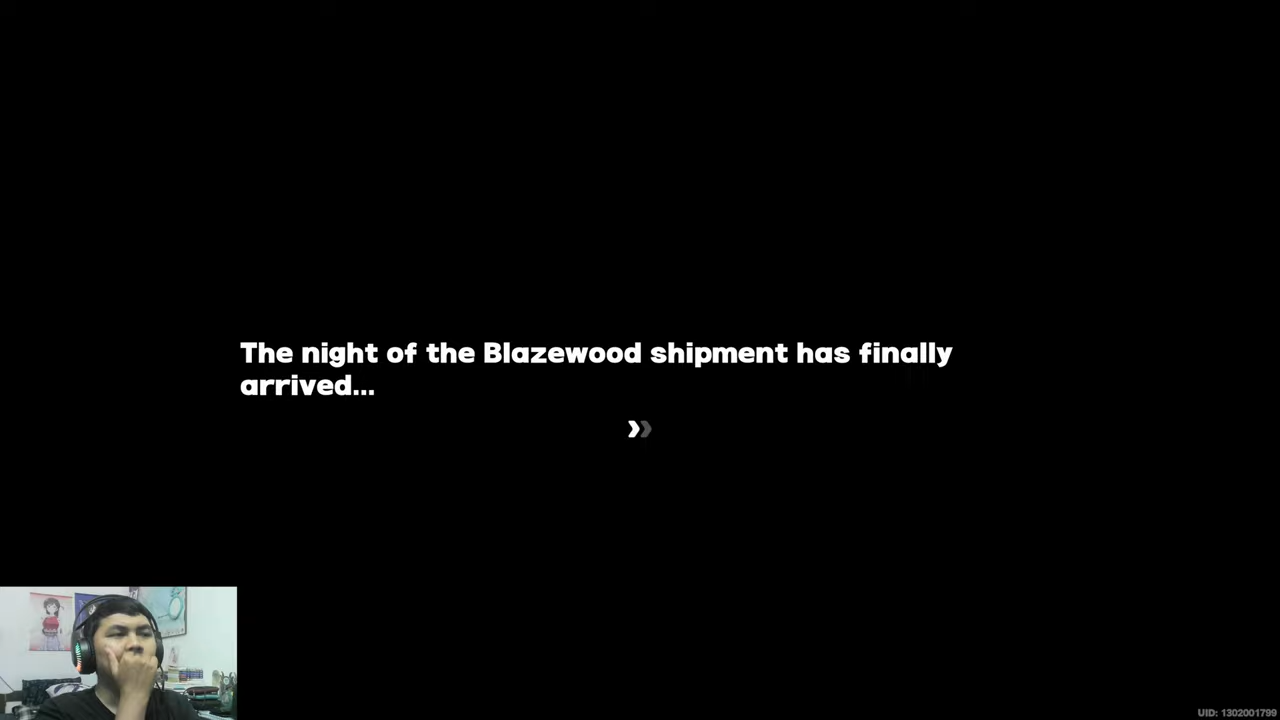 The night of the Blazewood shipment has finally
arrived...
UID: 1302001799